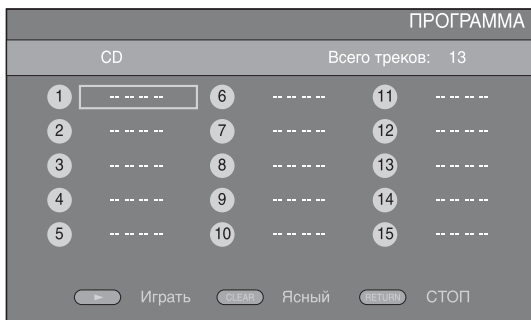 ПРОГРАММА
CD Всего треков: 13
1 -- -- -- -- 6 -- -- -- -- 11 -- -- -- --
2 -- -- -- -- 7 -- -- -- -- 12 -- -- -- --
3 -- -- -- -- 8 -- -- -- -- 13 -- -- -- --
4 -- -- -- -- 9 -- -- -- -- 14 -- -- -- --
5 -- -- -- -- 10 -- -- -- -- 15 -- -- -- --
Играть CLEAR Ясный RETURN СТОП